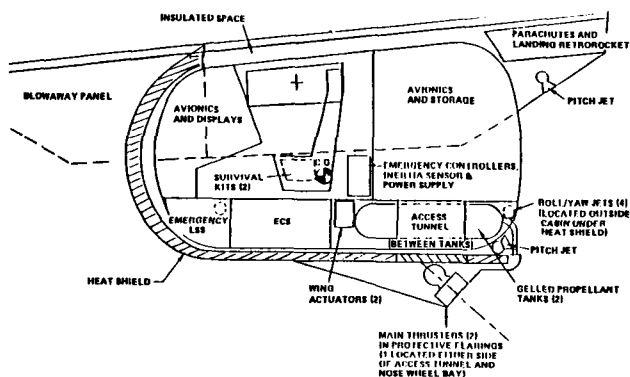 INSULATED SPACE
PARACHUTES AND
LANDING RETROROCKET
BLOWAWAY PANEL
AVIONICS
AND DISPLAYS
AVIONICS
AND STORAGE
PITCH JET
SURVIVAL
KITS (2)
EMERGENCY CONTROLLERS,
INERTIA SENSOR &
POWER SUPPLY
EMERGENCY
LSS
ECS
ACCESS
TUNNEL
(BETWEEN TANKS)
ROLL/YAW JETS (4)
(LOCATED OUTSIDE
CABIN UNDER
HEAT SHIELD)
PITCH JET
HEAT SHIELD
WING
ACTUATORS (2)
GELLED PROPELLANT
TANKS (2)
MAIN THRUSTERS (2)
IN PROTECTIVE FLAIRINGS
(1 LOCATED EITHER SIDE
OF ACCESS TUNNEL AND
NOSE WHEEL BAY)